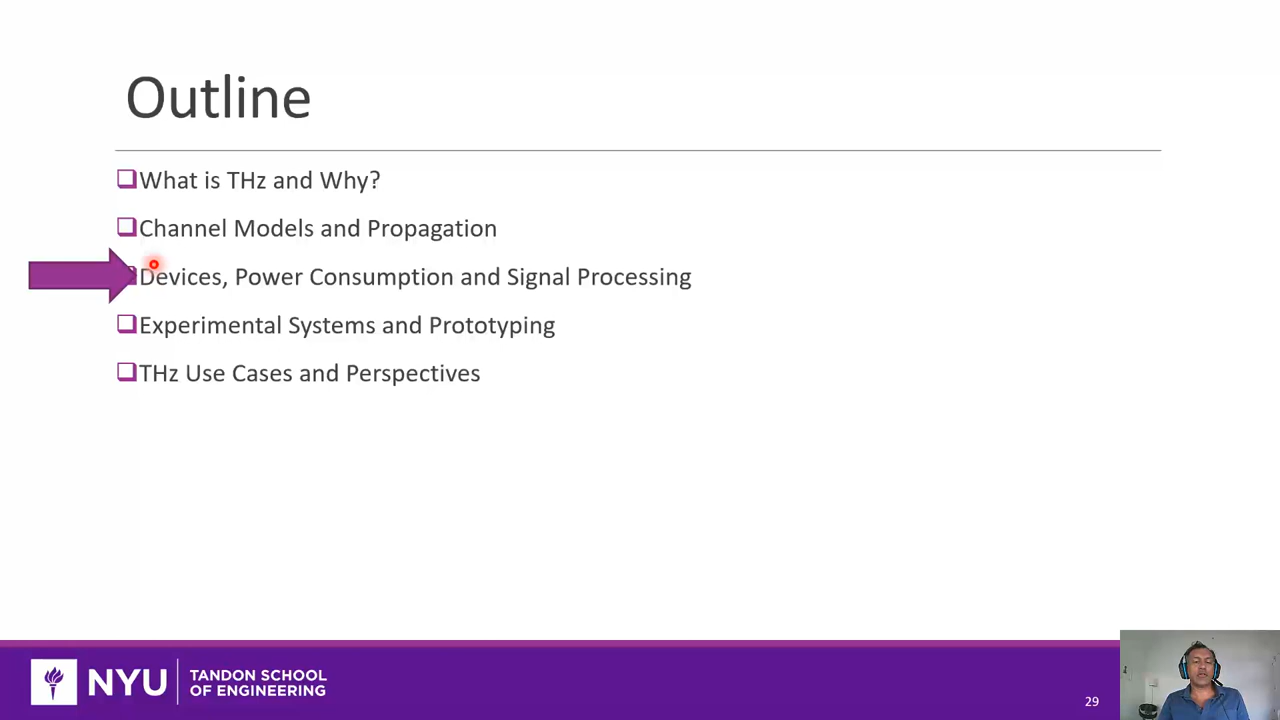 Outline
What is THz and Why?
Channel Models and Propagation
Devices, Power Consumption and Signal Processing
Experimental Systems and Prototyping
THz Use Cases and Perspectives
NYU
TANDON SCHOOL
OF ENGINEERING
29